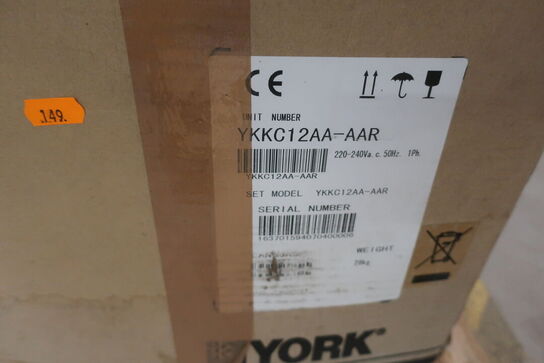 149.
UNIT NUMBER
YKKC12AA-AAR
220-240Va.c. 50Hz. 1Ph.
YKKC12AA-AAR
SET MODEL YKKC12AA-AAR
SERIAL NUMBER
163701594070400006
WEIGHT
28kg
YORK®